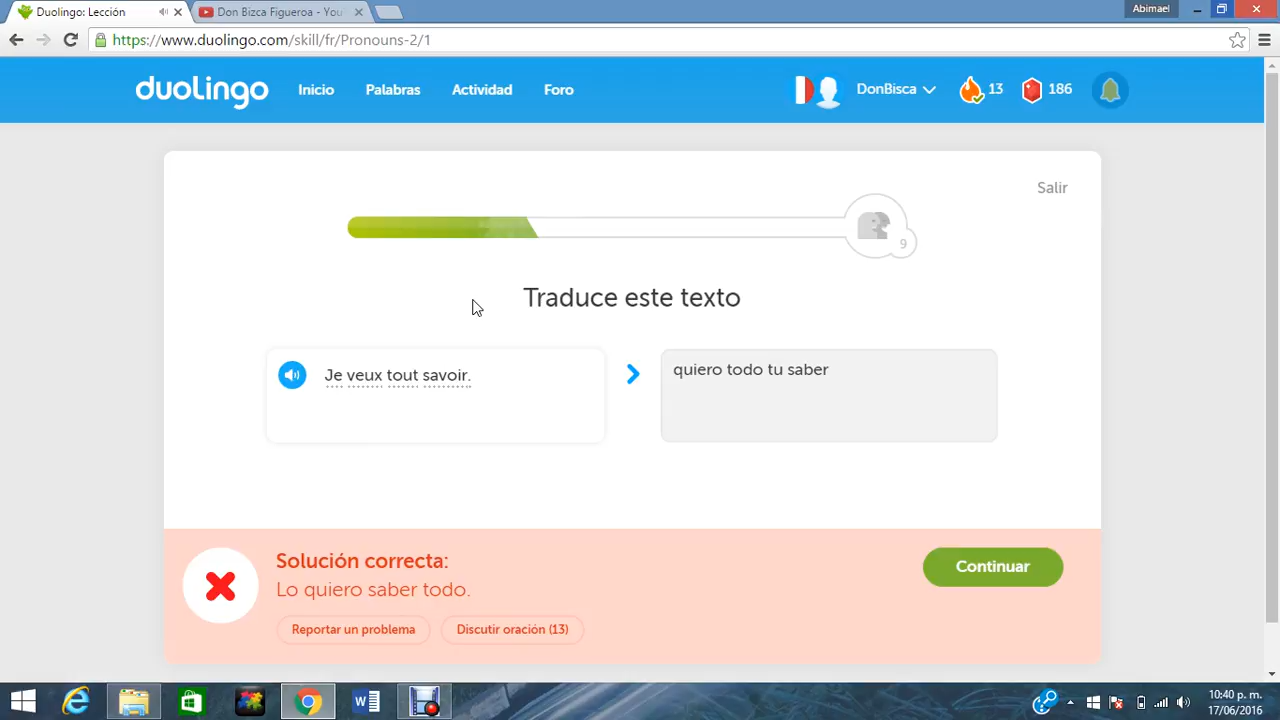 Duolingo: Lección
Don Bizca Figueroa - You
Abimael
https://www.duolingo.com/skill/fr/Pronouns-2/1
duolingo
Inicio
Palabras
Actividad
Foro
DonBisca
13
186
Salir
9
Traduce este texto
Je veux tout savoir.
quiero todo tu saber
Solución correcta:
Lo quiero saber todo.
Continuar
Reportar un problema
Discutir oración (13)
10:40 p. m.
17/06/2016